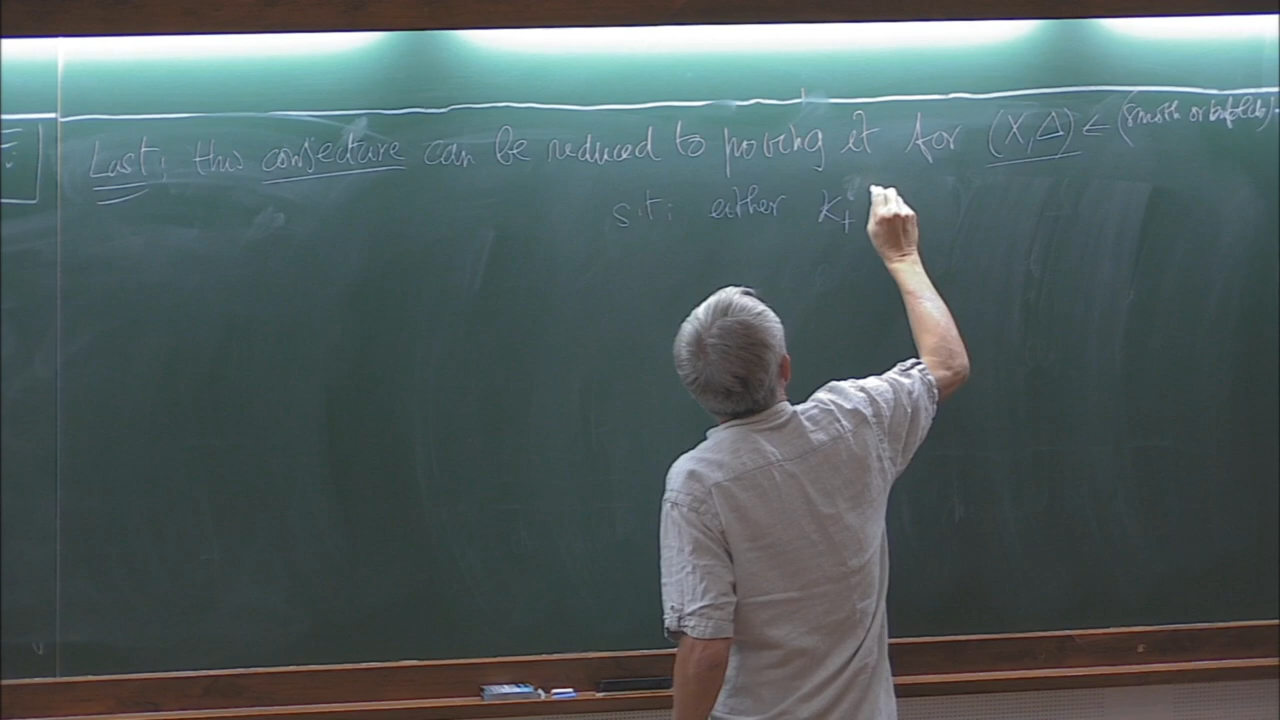 Last, this conjecture can be reduced to proving it for (X,Δ) ← (smooth orbifolds)
s.t: either K+